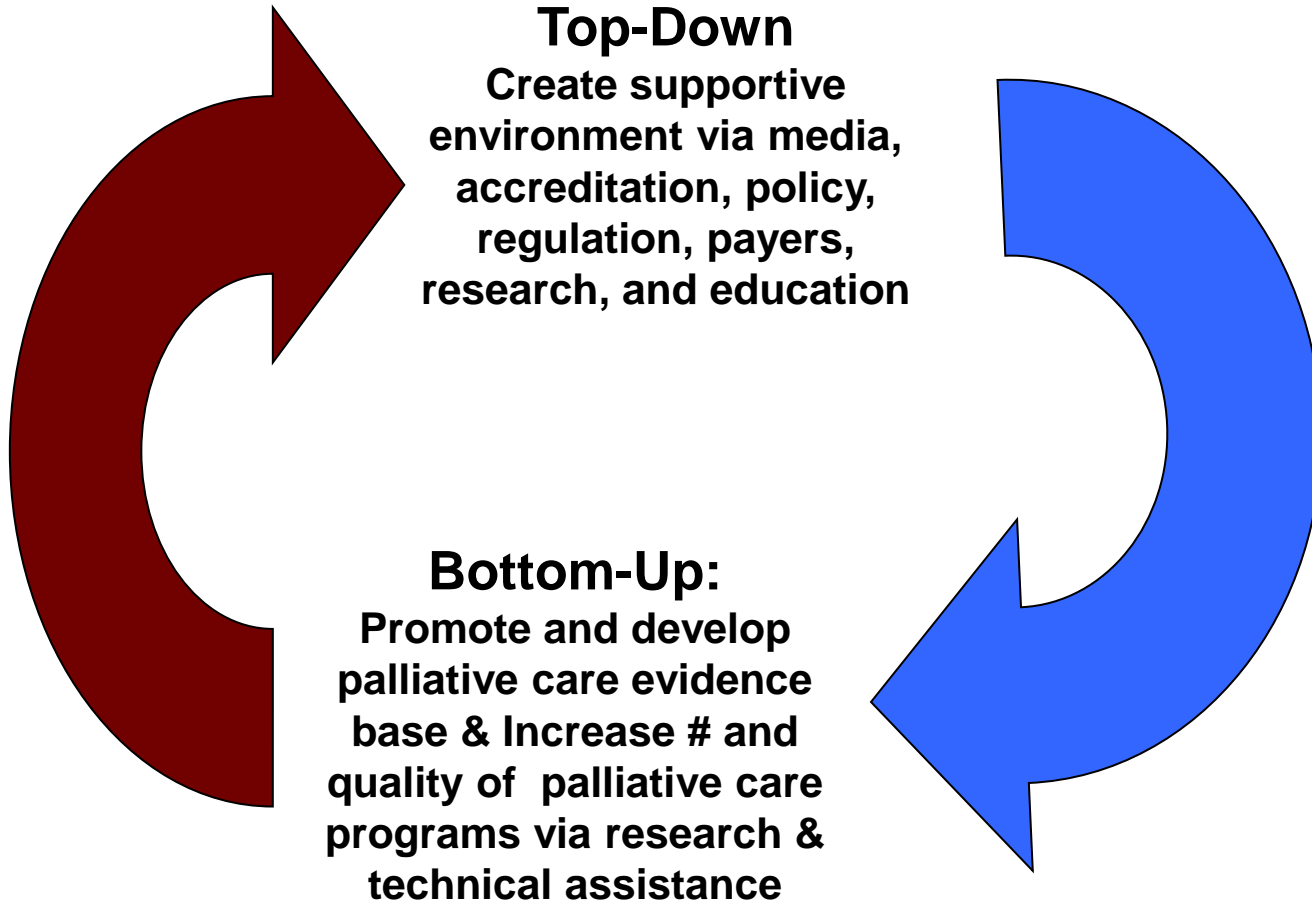 Top-Down
Create supportive
environment via media,
accreditation, policy,
regulation, payers,
research, and education
Bottom-Up:
Promote and develop
palliative care evidence
base & Increase # and
quality of  palliative care
programs via research &
technical assistance